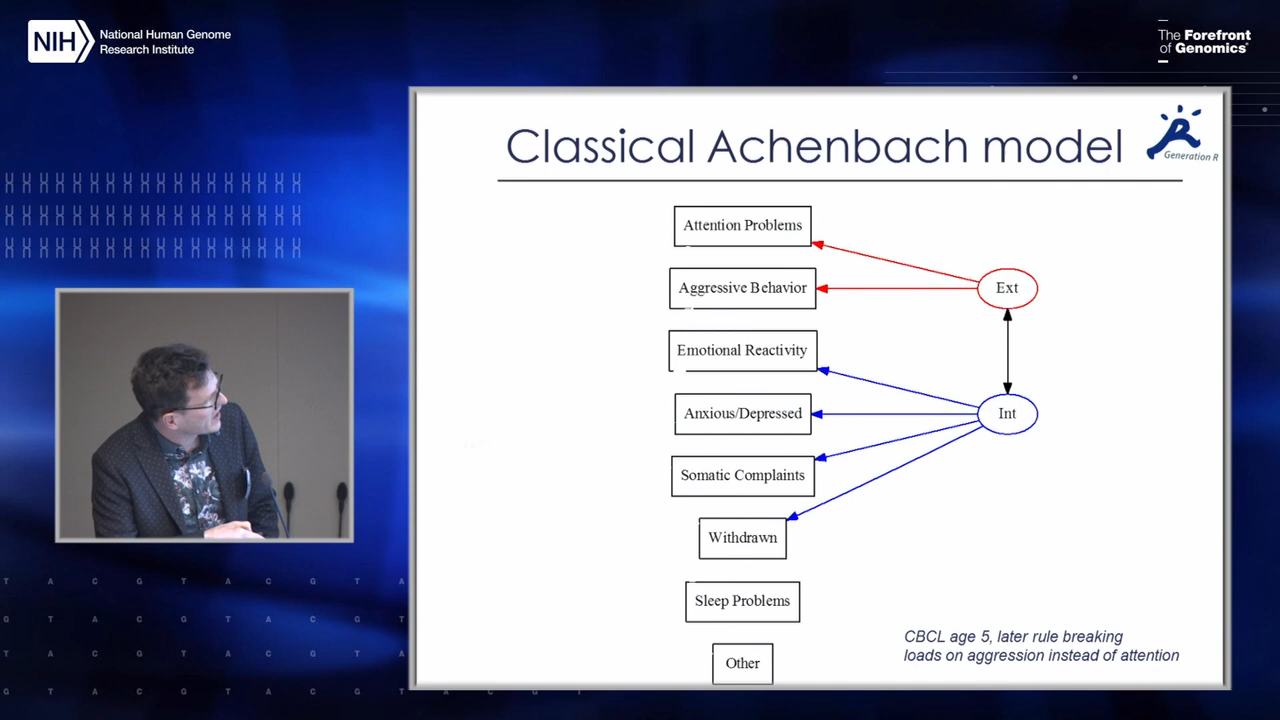 NIH National Human Genome
Research Institute
The Forefront
of Genomics®
Classical Achenbach model
Generation R
Attention Problems
Aggressive Behavior
Ext
Emotional Reactivity
Anxious/Depressed
Int
Somatic Complaints
Withdrawn
Sleep Problems
Other
CBCL age 5, later rule breaking
loads on aggression instead of attention
T A C G T A C G T A
G T A C G T A C G T
T A C G T A C G T A
G T A C G T A C G T A C G T